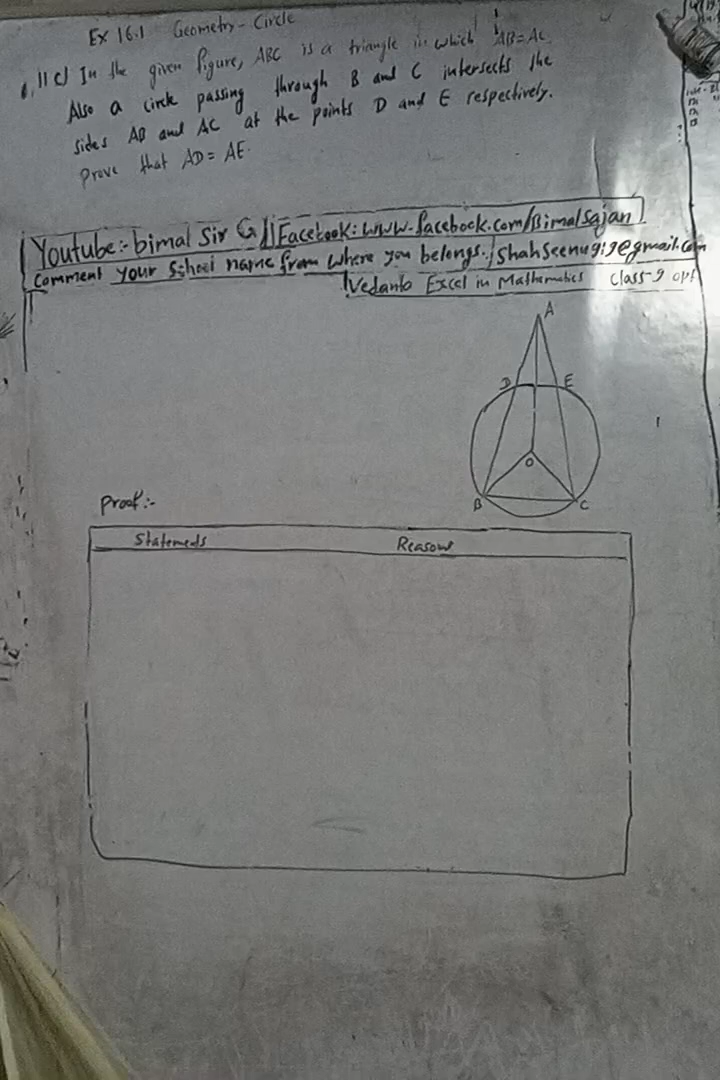 Ex 16.1 Geometry - Circle
11 c) In the given figure, ABC is a triangle in which AB=AC.
Also a circle passing through B and C intersects the
sides AB and AC at the points D and E respectively.
Prove that AD = AE.
Youtube:- bimal Sir G || Facebook: www.facebook.com/Bimalsajan
Comment your School name from where you belongs. | Shahseenugi9@gmail.com
Vedanta Excel in Mathematics Class-9 opt
A
D E
O
B C
Proof:-
Statements Reasons